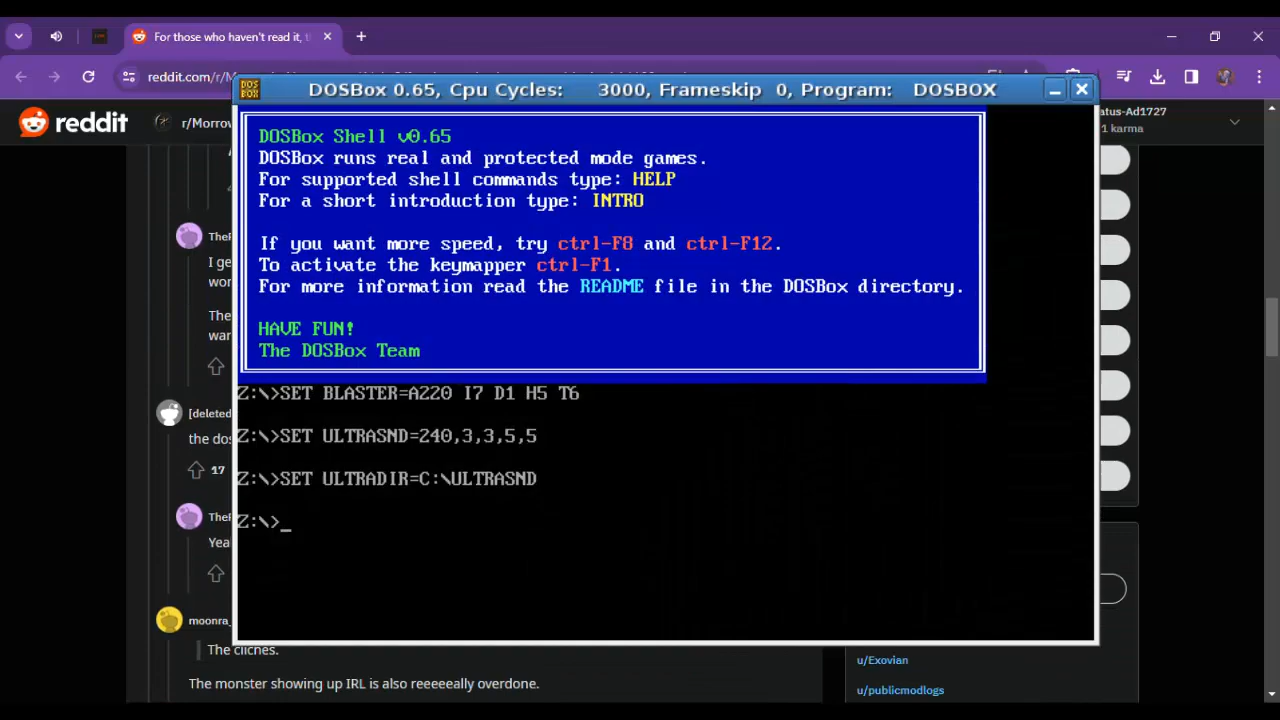 For those who haven't read it, t
reddit.com/r/M
reddit
r/Morrow
tatus-Ad1727
1 karma
DOSBox 0.65, Cpu Cycles: 3000, Frameskip 0, Program: DOSBOX
DOSBox Shell v0.65
DOSBox runs real and protected mode games.
For supported shell commands type: HELP
For a short introduction type: INTRO
If you want more speed, try ctrl-F8 and ctrl-F12.
To activate the keymapper ctrl-F1.
For more information read the README file in the DOSBox directory.
HAVE FUN!
The DOSBox Team
Z:\>SET BLASTER=A220 I7 D1 H5 T6
Z:\>SET ULTRASND=240,3,3,5,5
Z:\>SET ULTRADIR=C:\ULTRASND
Z:\>_
TheR
I ge
wor
The
war
[deleted
the dos
17
TheR
Yeal
moonra_
The cliches.
The monster showing up IRL is also reeeeeally overdone.
u/Exovian
u/publicmodlogs